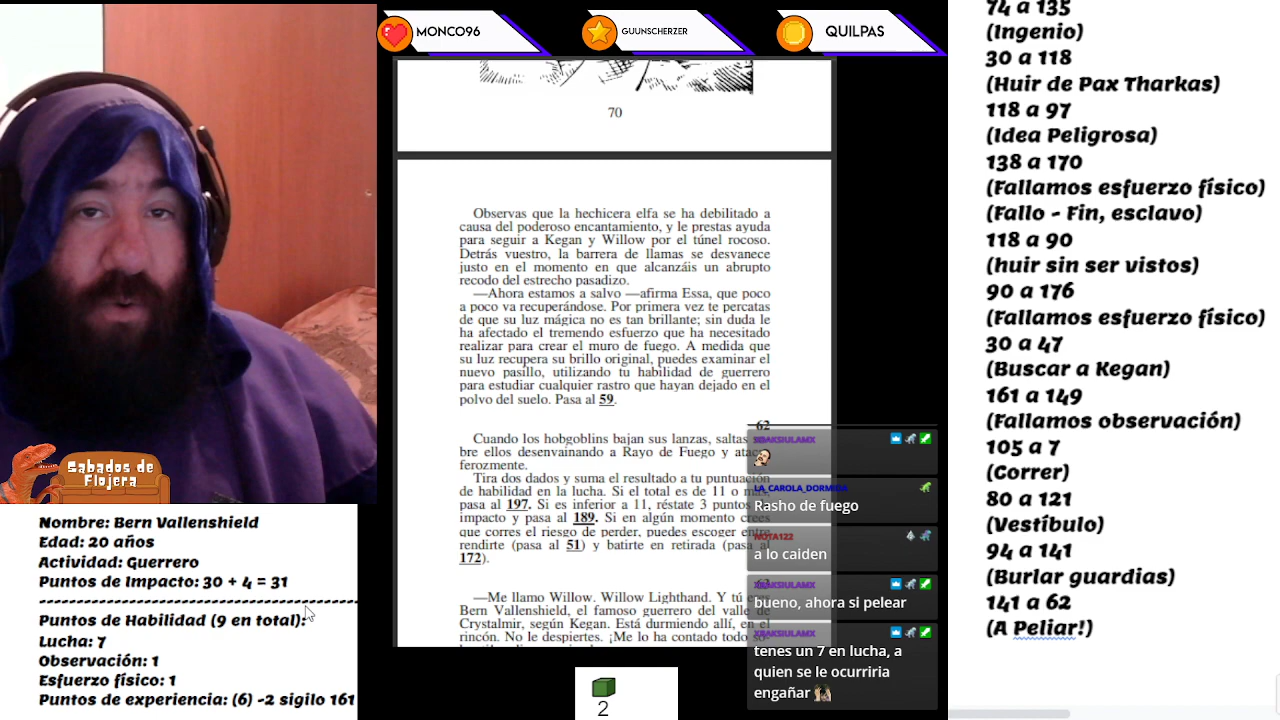 MONCO96
GUUNSCHERZER
QUILPAS
70
Observas que la hechicera elfa se ha debilitado a
causa del poderoso encantamiento, y le prestas ayuda
para seguir a Kegan y Willow por el túnel rocoso.
Detrás vuestro, la barrera de llamas se desvanece
justo en el momento en que alcanzáis un abrupto
recodo del estrecho pasadizo.
—Ahora estamos a salvo —afirma Essa, que poco
a poco va recuperándose. Por primera vez te percatas
de que su luz mágica no es tan brillante; sin duda le
ha afectado el tremendo esfuerzo que ha necesitado
realizar para crear el muro de fuego. A medida que
su luz recupera su brillo original, puedes examinar el
nuevo pasillo, utilizando tu habilidad de guerrero
para estudiar cualquier rastro que hayan dejado en el
polvo del suelo. Pasa al 59.
62
Cuando los hobgoblins bajan sus lanzas, saltas
bre ellos desenvainando a Rayo de Fuego y
ferozmente.
Tira dos dados y suma el resultado a tu puntuación
de habilidad en la lucha. Si el total es de 11 o
pasa al 197. Si es inferior a 11, réstate 3 puntos
impacto y pasa al 189. Si en algún momento crees
que corres el riesgo de perder, puedes escoger entre
rendirte (pasa al 51) y batirte en retirada (pasa al
172).
63
—Me llamo Willow. Willow Lighthand. Y tú
Bern Vallenshield, el famoso guerrero del valle
Crystalmir, según Kegan. Está durmiendo allí, en
rincón. No le despiertes. ¡Me lo ha contado todo
XRAKSIULAMX
LA_CAROLA_DORMIDA
Rasho de fuego
NOTA122
a lo caiden
XRAKSIULAMX
bueno, ahora si pelear
XRAKSIULAMX
tenes un 7 en lucha, a
quien se le ocurriria
engañar
2
Sabados de
Flojera
Nombre: Bern Vallenshield
Edad: 20 años
Actividad: Guerrero
Puntos de Impacto: 30 + 4 = 31
Puntos de Habilidad (9 en total):
Lucha: 7
Observación: 1
Esfuerzo físico: 1
Puntos de experiencia: (6) -2 sigilo 161
74 a 135
(Ingenio)
30 a 118
(Huir de Pax Tharkas)
118 a 97
(Idea Peligrosa)
138 a 170
(Fallamos esfuerzo físico)
(Fallo - Fin, esclavo)
118 a 90
(huir sin ser vistos)
90 a 176
(Fallamos esfuerzo físico)
30 a 47
(Buscar a Kegan)
161 a 149
(Fallamos observación)
105 a 7
(Correr)
80 a 121
(Vestíbulo)
94 a 141
(Burlar guardias)
141 a 62
(A Peliar!)